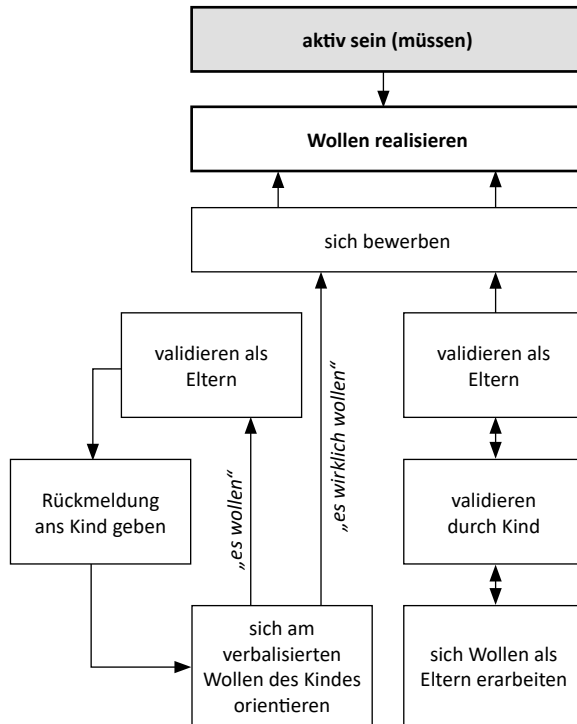 aktiv sein (müssen)
Wollen realisieren
sich bewerben
validieren als
Eltern
validieren als
Eltern
„es wollen“
„es wirklich wollen“
Rückmeldung
ans Kind geben
validieren
durch Kind
sich am
verbalisierten
Wollen des Kindes
orientieren
sich Wollen als
Eltern erarbeiten